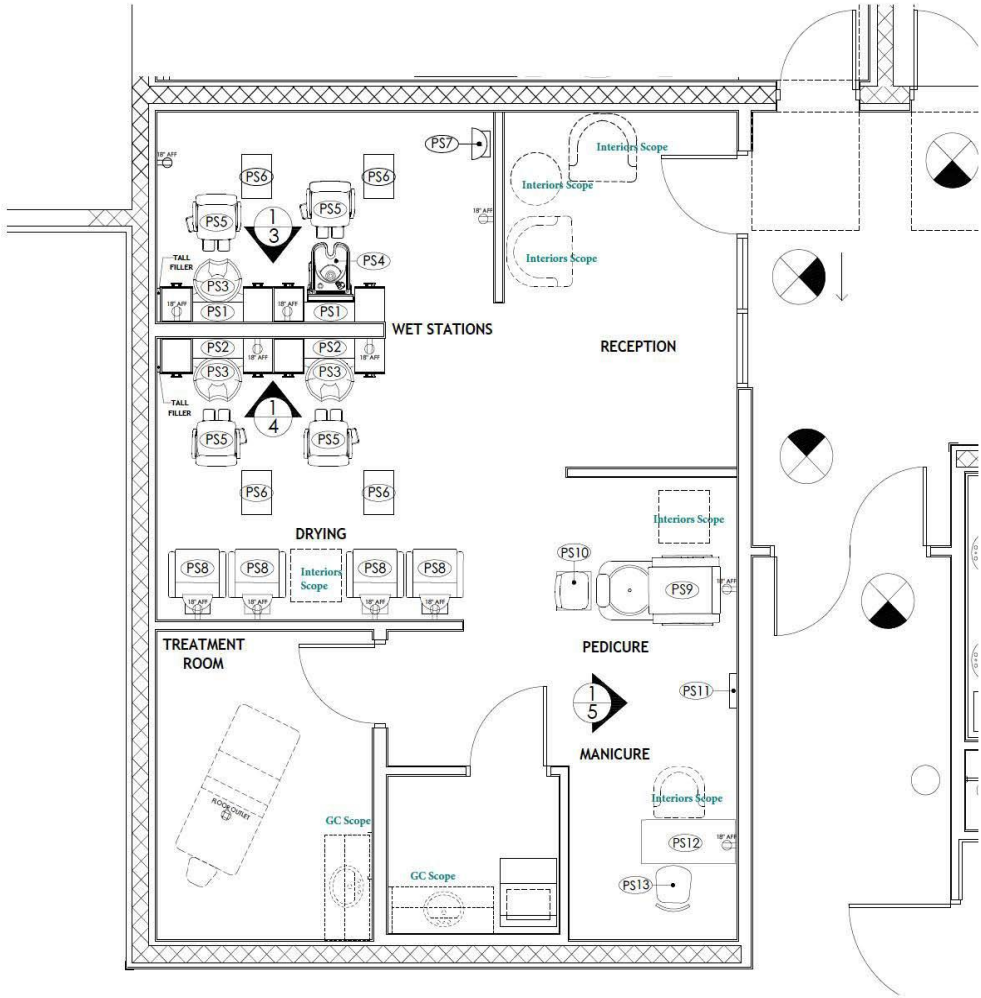 PS7
Interiors Scope
18" AFF
PS6
PS6
Interiors Scope
PS5
PS5
18" AFF
1
3
Interiors Scope
TALL
FILLER
PS4
PS3
18" AFF
PS1
18" AFF
PS1
WET STATIONS
RECEPTION
PS2
18" AFF
PS2
18" AFF
PS3
PS3
TALL
FILLER
1
4
PS5
PS5
PS6
PS6
Interiors Scope
DRYING
PS10
PS8
PS8
Interiors
Scope
PS8
PS8
PS9
18" AFF
18" AFF
18" AFF
18" AFF
18" AFF
TREATMENT
ROOM
PEDICURE
PS11
1
5
MANICURE
Interiors Scope
FLOOR OUTLET
GC Scope
PS12
18" AFF
GC Scope
PS13